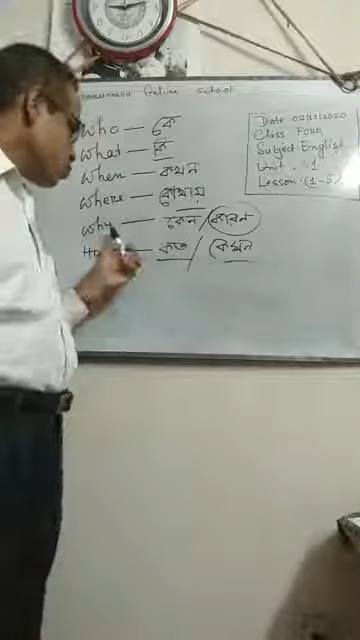 Online school
who — কে
what — কি
when — কখন
where — কোথায়
why — কেন / কারন
H — কত / কেমন
Date 02/12/2020
Class Four
Subject English
Unit 1
Lesson (1-5)